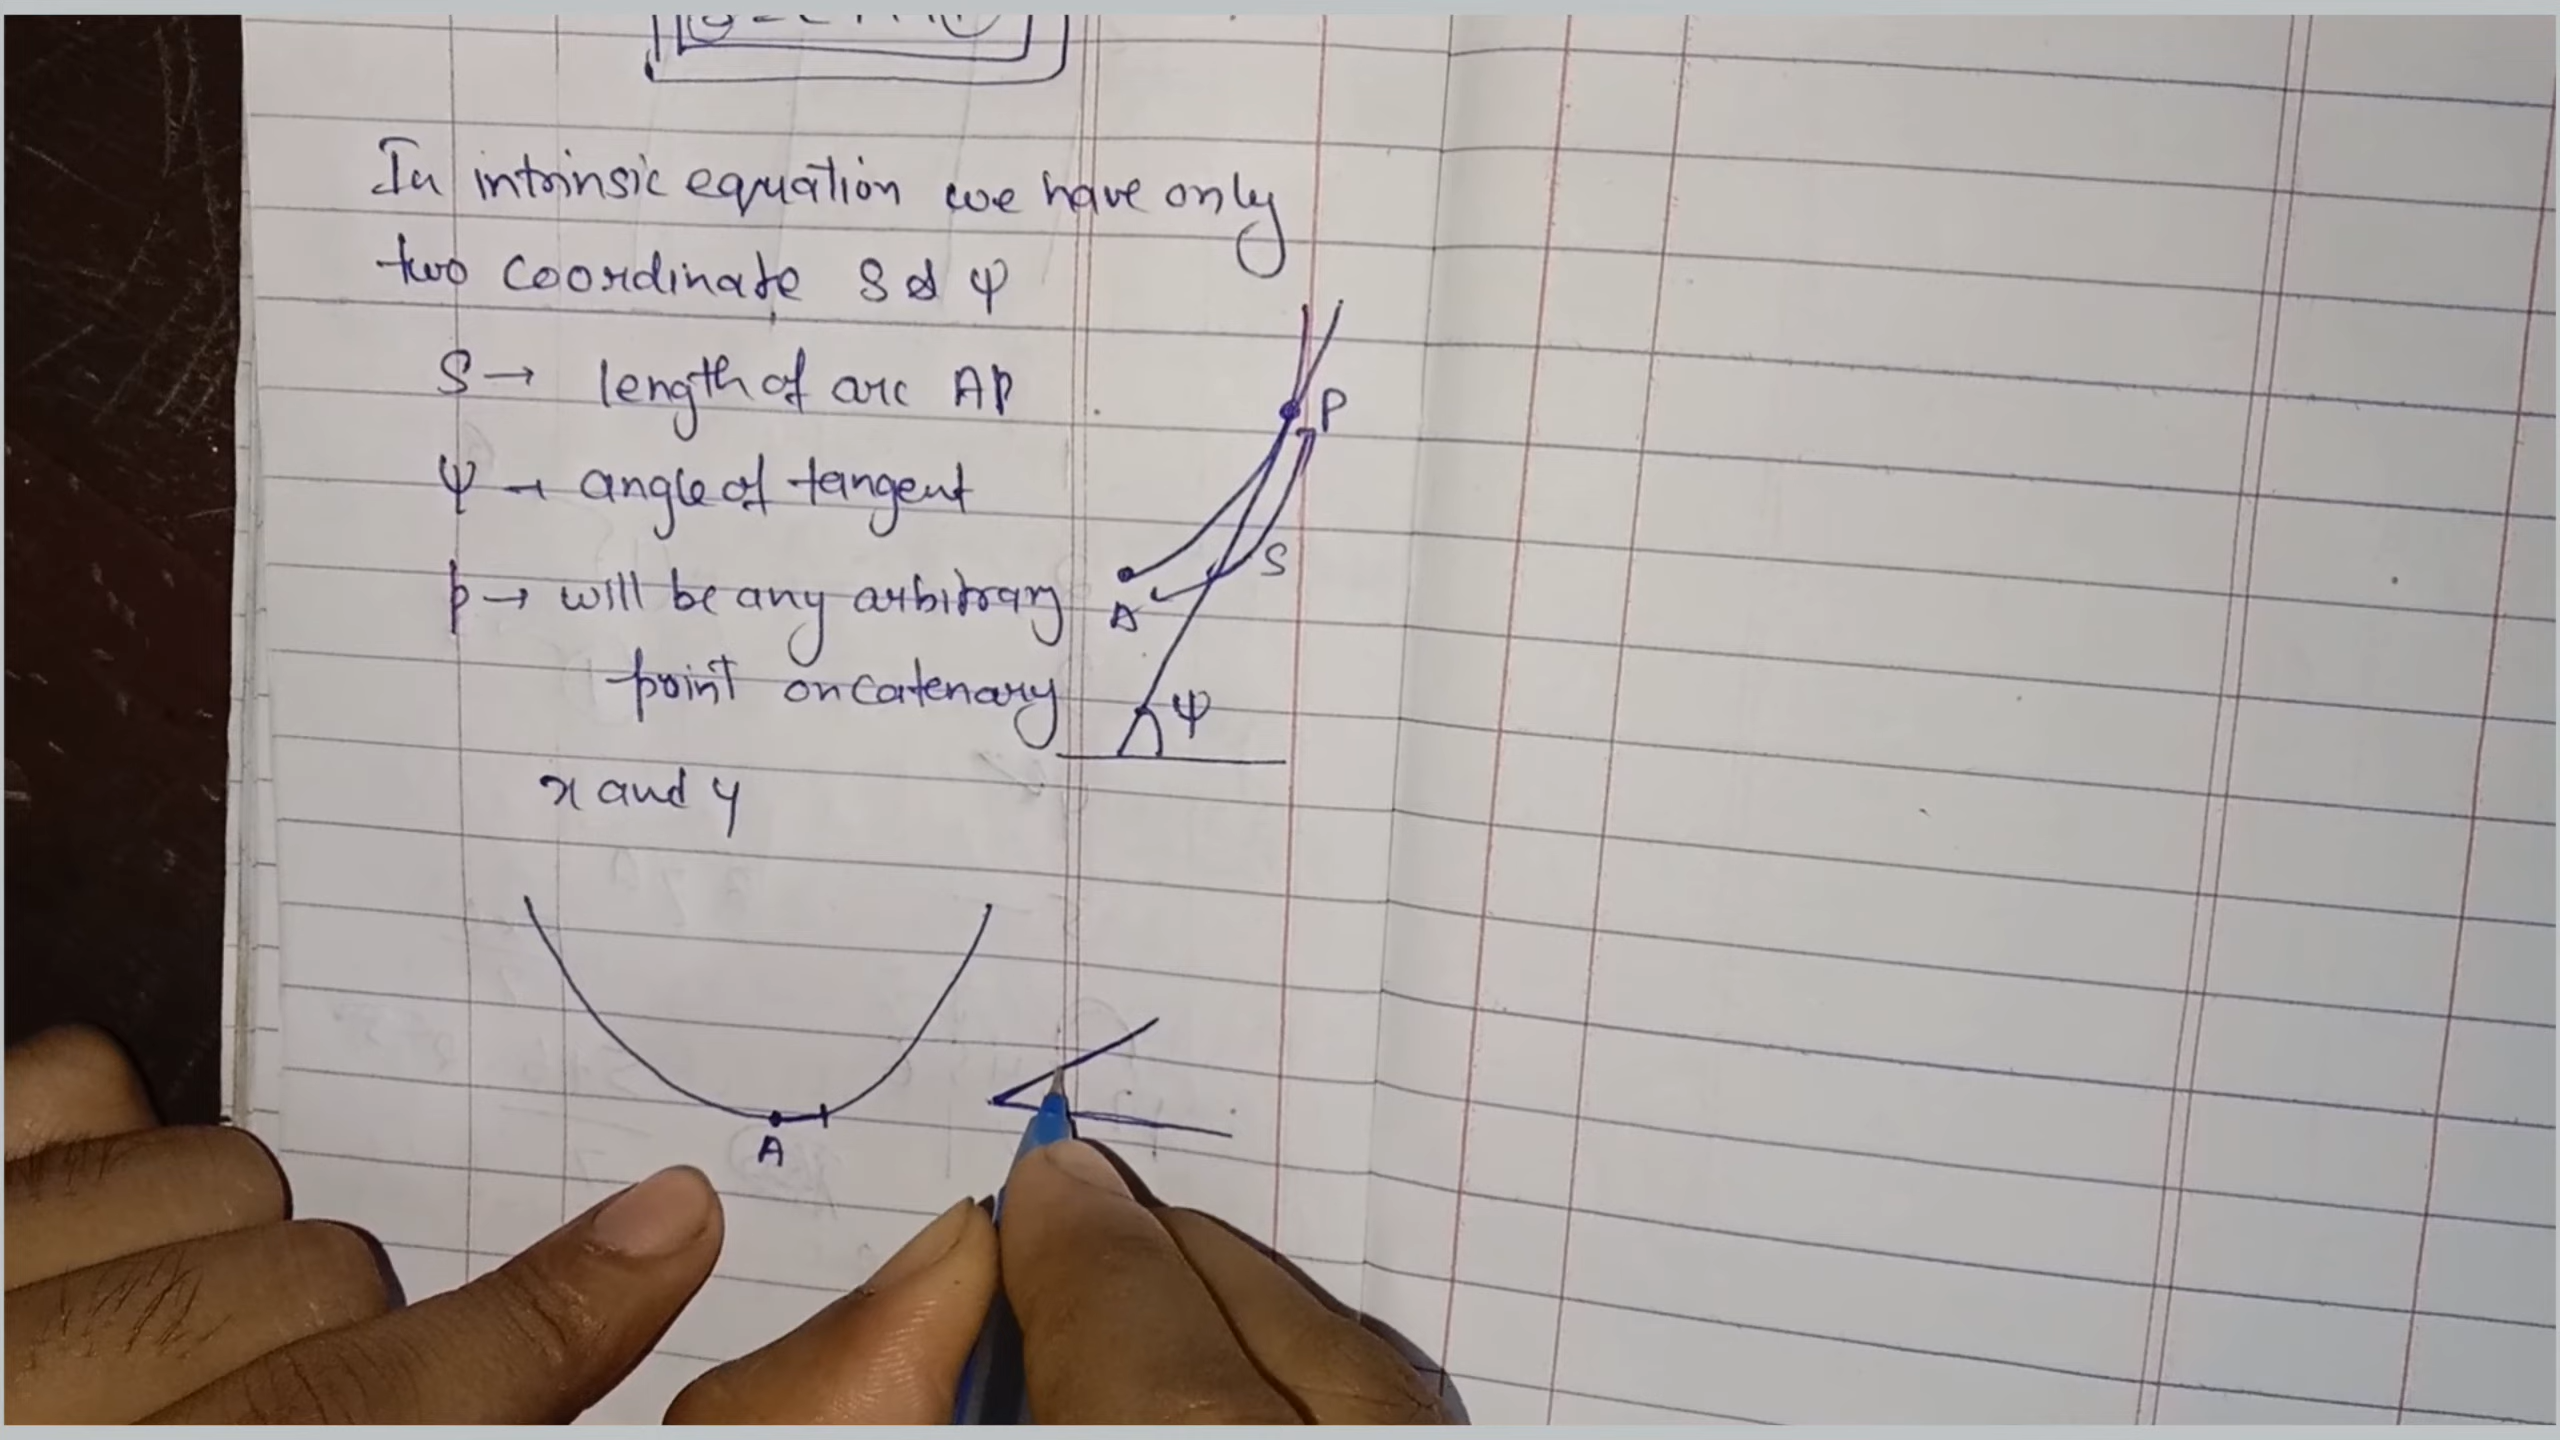 In intrinsic equation we have only
two coordinate S & ψ
S → length of arc AP
ψ → angle of tangent
p → will be any arbitrary
point on catenary
P
S
A
ψ
x and y
A